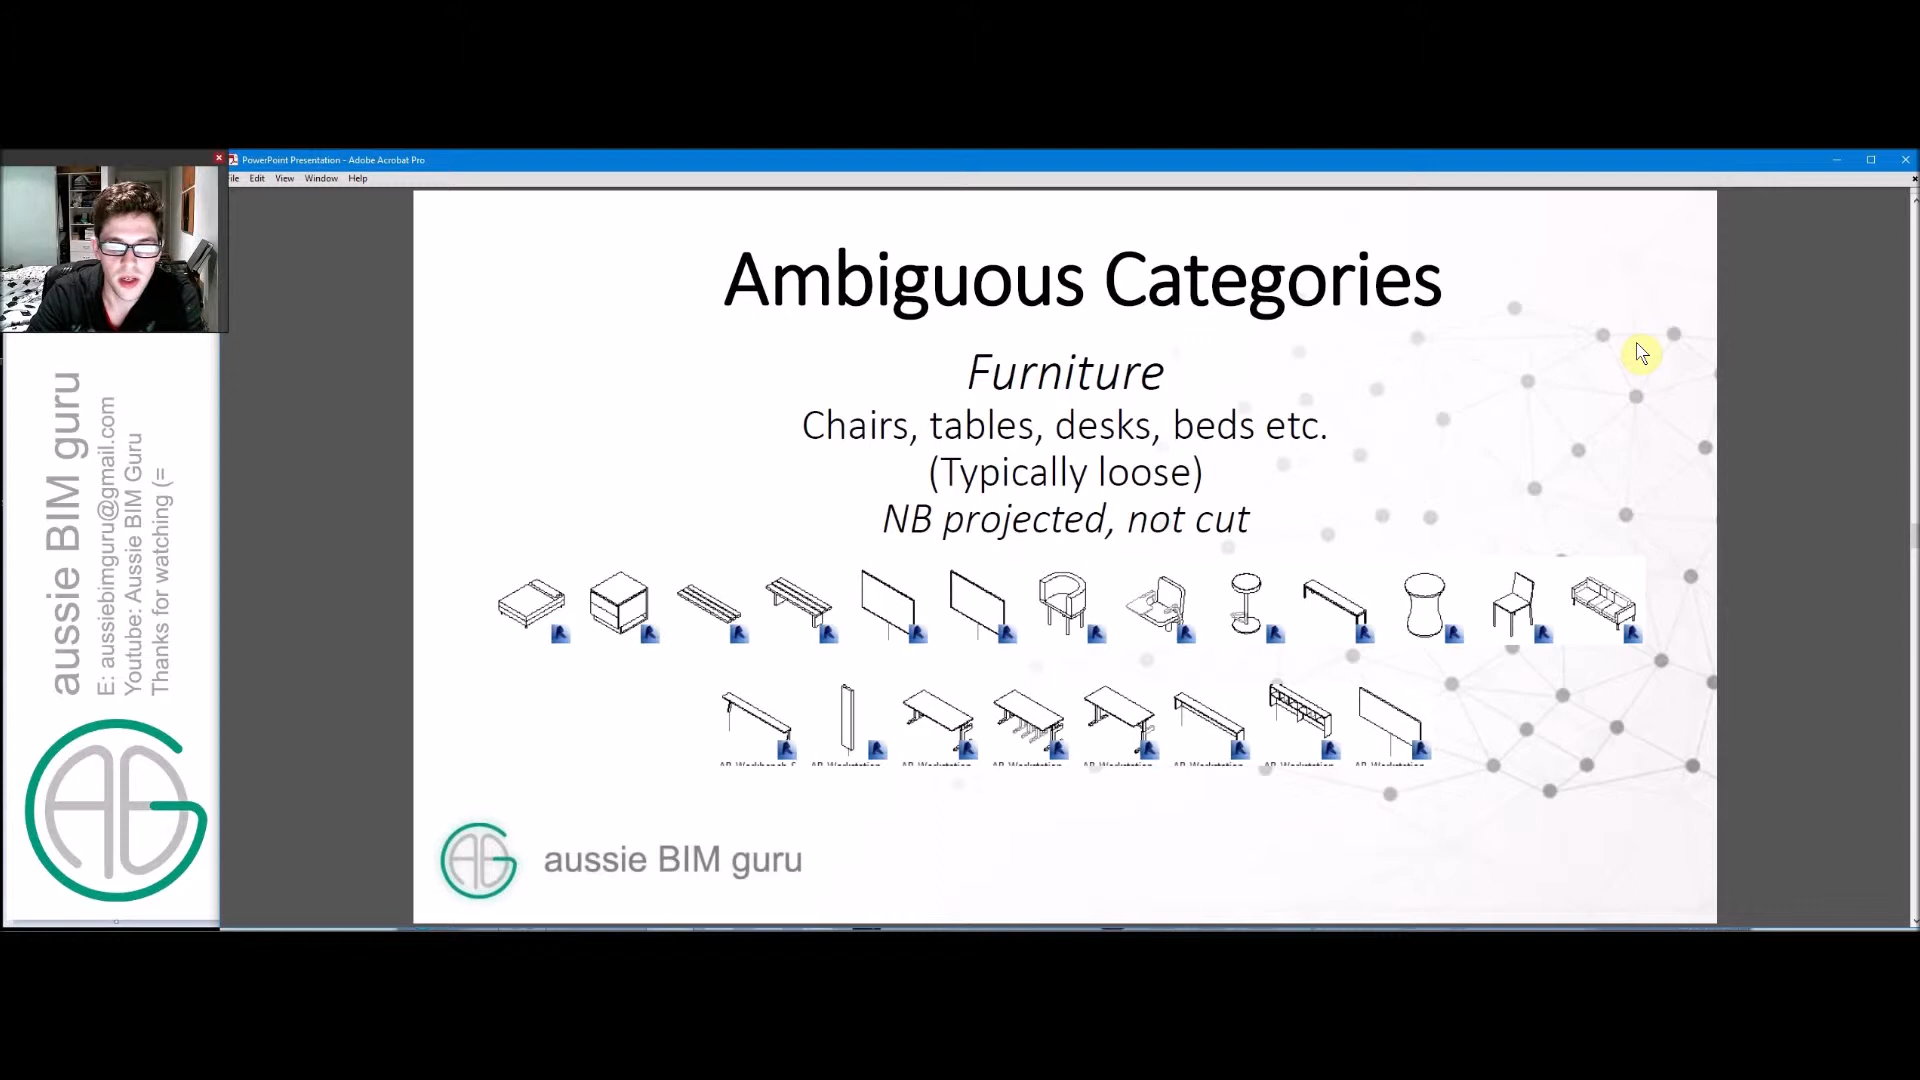 PowerPoint Presentation - Adobe Acrobat Pro
File Edit View Window Help
Ambiguous Categories
Furniture
Chairs, tables, desks, beds etc.
(Typically loose)
NB projected, not cut
aussie BIM guru
aussie BIM guru
E: aussiebimguru@gmail.com
Youtube: Aussie BIM Guru
Thanks for watching (=